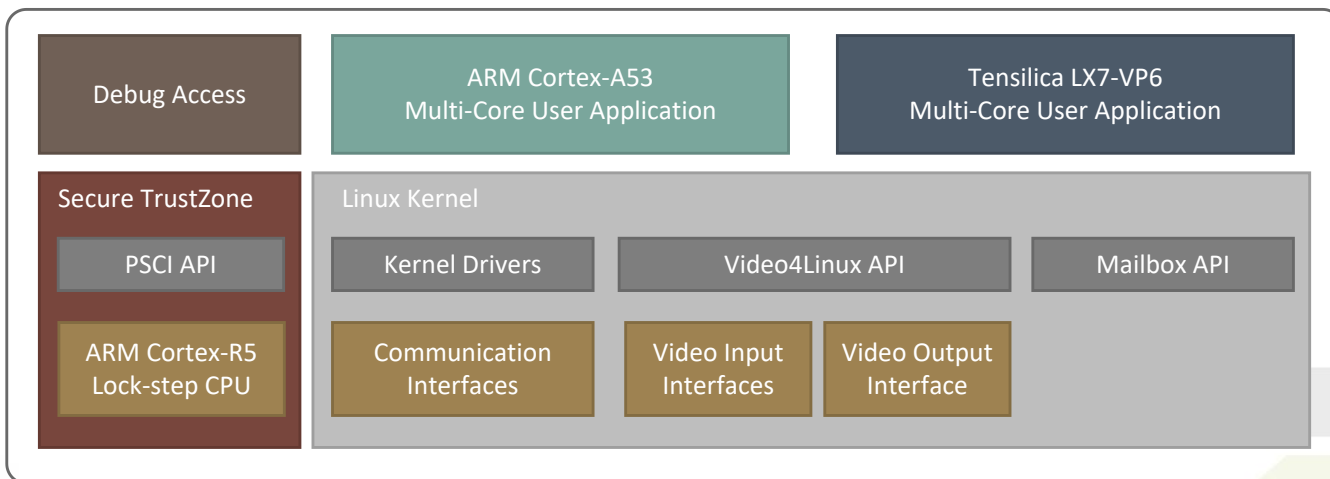 Debug Access
ARM Cortex-A53
Multi-Core User Application
Tensilica LX7-VP6
Multi-Core User Application
Secure TrustZone
Linux Kernel
PSCI API
Kernel Drivers
Video4Linux API
Mailbox API
ARM Cortex-R5
Lock-step CPU
Communication
Interfaces
Video Input
Interfaces
Video Output
Interface